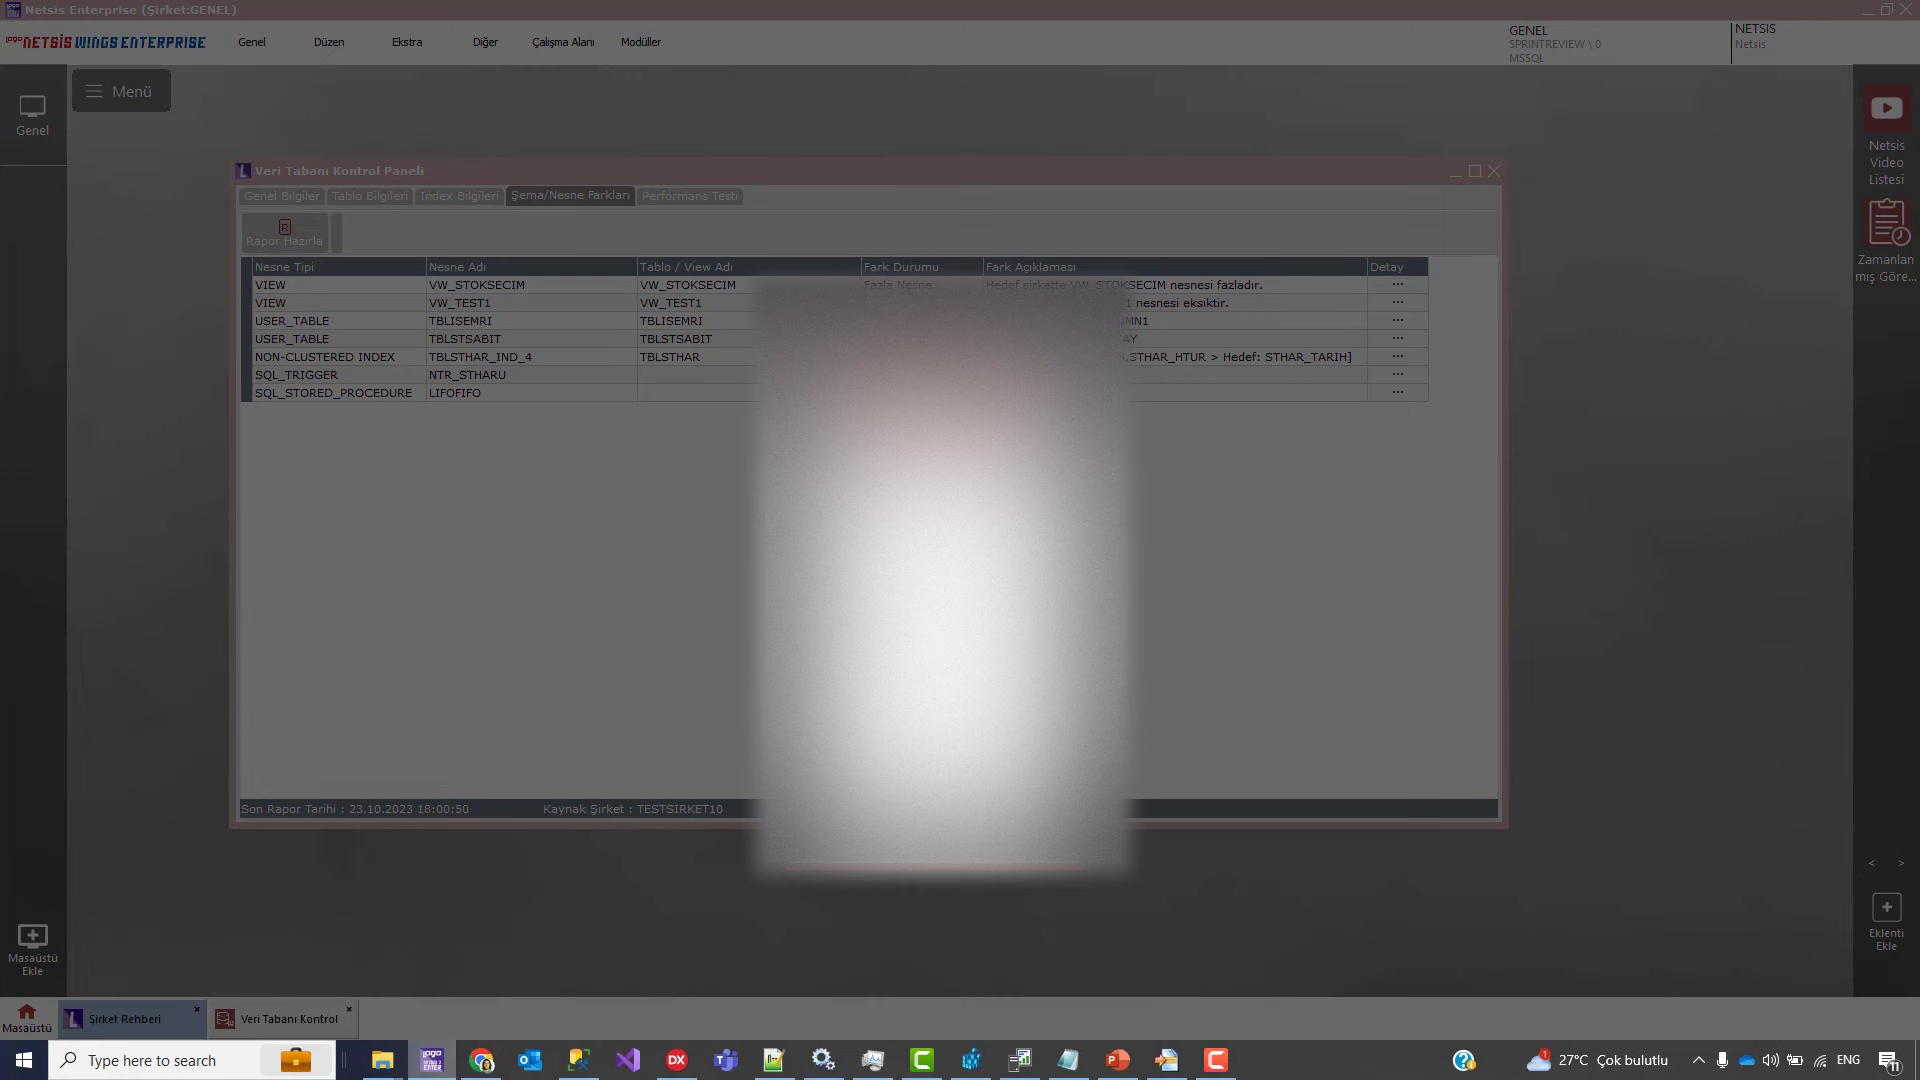 Netsis Enterprise (Şirket:GENEL)
LOGO NETSİS WINGS ENTERPRISE
Genel Düzen Ekstra Diğer Çalışma Alanı Modüller
GENEL
SPRINTREVIEW \ 0
MSSQL
NETSIS
Netsis
Menü
Genel
Netsis
Video
Listesi
Zamanlan
mış Göre...
Veri Tabanı Kontrol Paneli
Genel Bilgiler Tablo Bilgileri Index Bilgileri Şema/Nesne Farkları Performans Testi
Rapor Hazırla
Nesne Tipi Nesne Adı Tablo / View Adı Fark Durumu Fark Açıklaması Detay
VIEW VW_STOKSECIM VW_STOKSECIM Fazla Nesne Hedef şirkette VW_STOKSECIM nesnesi fazladır. ...
VIEW VW_TEST1 VW_TEST1 nesnesi eksiktir. ...
USER_TABLE TBLISEMRI TBLISEMRI ...
USER_TABLE TBLSTSABIT TBLSTSABIT ...
NON-CLUSTERED INDEX TBLSTHAR_IND_4 TBLSTHAR STHAR_HTUR > Hedef: STHAR_TARIH] ...
SQL_TRIGGER NTR_STHARU ...
SQL_STORED_PROCEDURE LIFOFIFO ...
Son Rapor Tarihi : 23.10.2023 18:00:50 Kaynak Şirket : TESTSIRKET10
< >
Eklenti
Ekle
Masaüstü
Ekle
Masaüstü
Şirket Rehberi
Veri Tabanı Kontrol
Type here to search
27°C Çok bulutlu
ENG
11